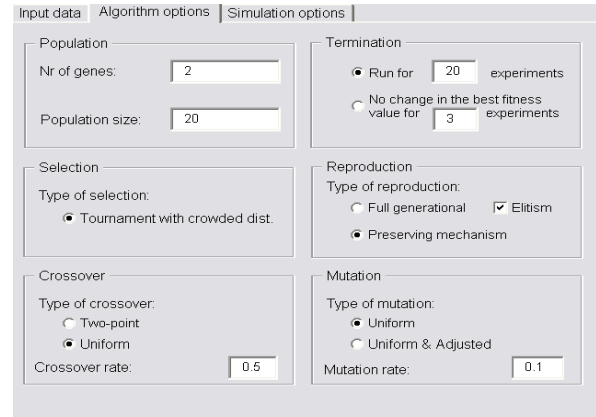 Input data Algorithm options Simulation options
Population
Nr of genes: 2
Population size: 20
Termination
Run for 20 experiments
No change in the best fitness
value for 3 experiments
Selection
Type of selection:
Tournament with crowded dist.
Reproduction
Type of reproduction:
Full generational Elitism
Preserving mechanism
Crossover
Type of crossover:
Two-point
Uniform
Crossover rate: 0.5
Mutation
Type of mutation:
Uniform
Uniform & Adjusted
Mutation rate: 0.1